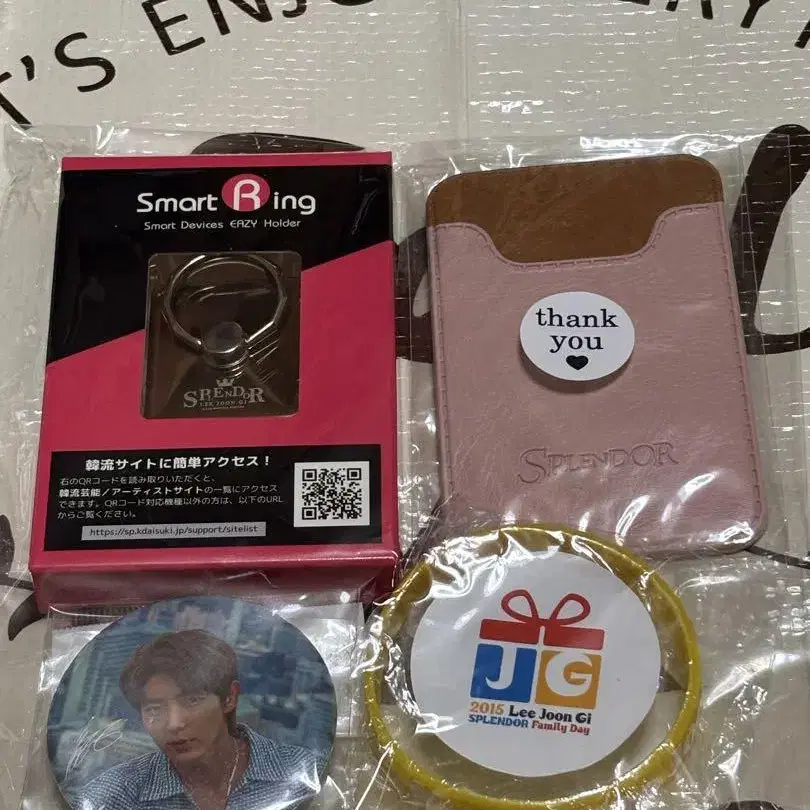 T'S ENJOY
Smart Ring
Smart Devices EAZY Holder
SPLENDOR
LEE JOON GI
韓流サイトに簡単アクセス！
右のQRコードを読み取りいただくと、
韓流芸能/アーティストサイトの一覧にアクセス
できます。QRコード対応機種以外の方は、以下のURL
からご覧ください。
https://sp.kdaisuki.jp/support/sitelist
thank
you
SPLENDOR
JG
2015 Lee Joon Gi
SPLENDOR Family Day